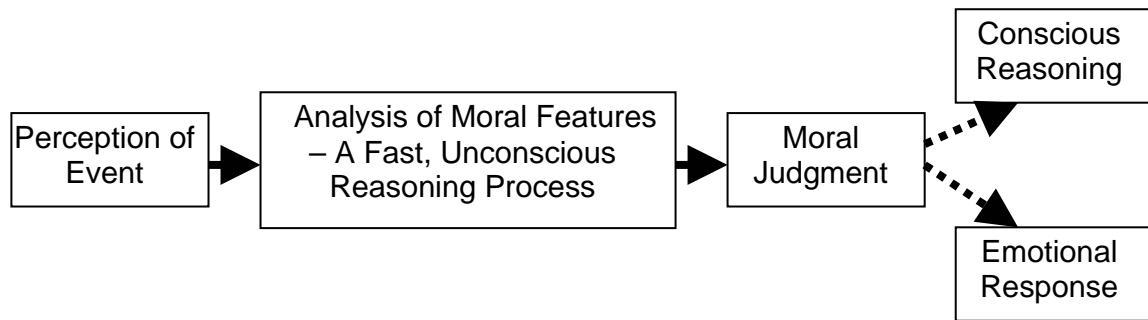 Perception of
Event
Analysis of Moral Features
– A Fast, Unconscious
Reasoning Process
Moral
Judgment
Conscious
Reasoning
Emotional
Response